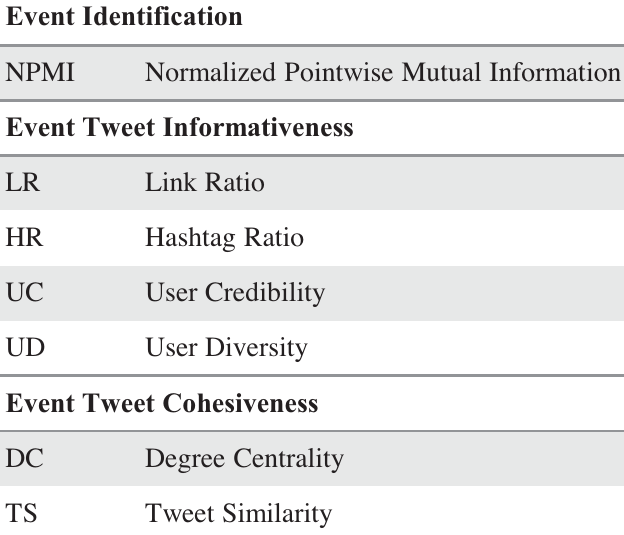 Event Identification
NPMI Normalized Pointwise Mutual Information
Event Tweet Informativeness
LR Link Ratio
HR Hashtag Ratio
UC User Credibility
UD User Diversity
Event Tweet Cohesiveness
DC Degree Centrality
TS Tweet Similarity